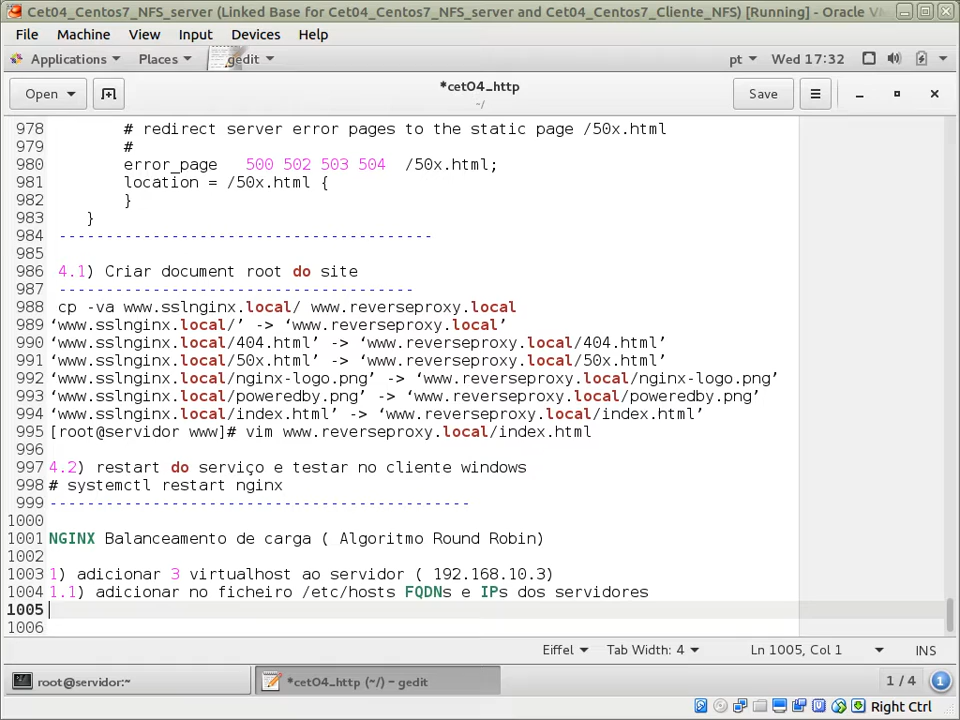 Cet04_Centos7_NFS_server (Linked Base for Cet04_Centos7_NFS_server and Cet04_Centos7_Cliente_NFS) [Running] - Oracle VM
File Machine View Input Devices Help
Applications Places gedit pt Wed 17:32
Open *cet04_http Save
~/
978 # redirect server error pages to the static page /50x.html
979 #
980 error_page 500 502 503 504 /50x.html;
981 location = /50x.html {
982 }
983 }
984 ----------------------------------------
985
986 4.1) Criar document root do site
987 --------------------------------------
988 cp -va www.sslnginx.local/ www.reverseproxy.local
989 ‘www.sslnginx.local/’ -> ‘www.reverseproxy.local’
990 ‘www.sslnginx.local/404.html’ -> ‘www.reverseproxy.local/404.html’
991 ‘www.sslnginx.local/50x.html’ -> ‘www.reverseproxy.local/50x.html’
992 ‘www.sslnginx.local/nginx-logo.png’ -> ‘www.reverseproxy.local/nginx-logo.png’
993 ‘www.sslnginx.local/poweredby.png’ -> ‘www.reverseproxy.local/poweredby.png’
994 ‘www.sslnginx.local/index.html’ -> ‘www.reverseproxy.local/index.html’
995 [root@servidor www]# vim www.reverseproxy.local/index.html
996
997 4.2) restart do serviço e testar no cliente windows
998 # systemctl restart nginx
999 ---------------------------------------------
1000
1001 NGINX Balanceamento de carga ( Algoritmo Round Robin)
1002
1003 1) adicionar 3 virtualhost ao servidor ( 192.168.10.3)
1004 1.1) adicionar no ficheiro /etc/hosts FQDNs e IPs dos servidores
1005
1006
Eiffel Tab Width: 4 Ln 1005, Col 1 INS
root@servidor:~ *cet04_http (~/) - gedit 1 / 4 1
Right Ctrl